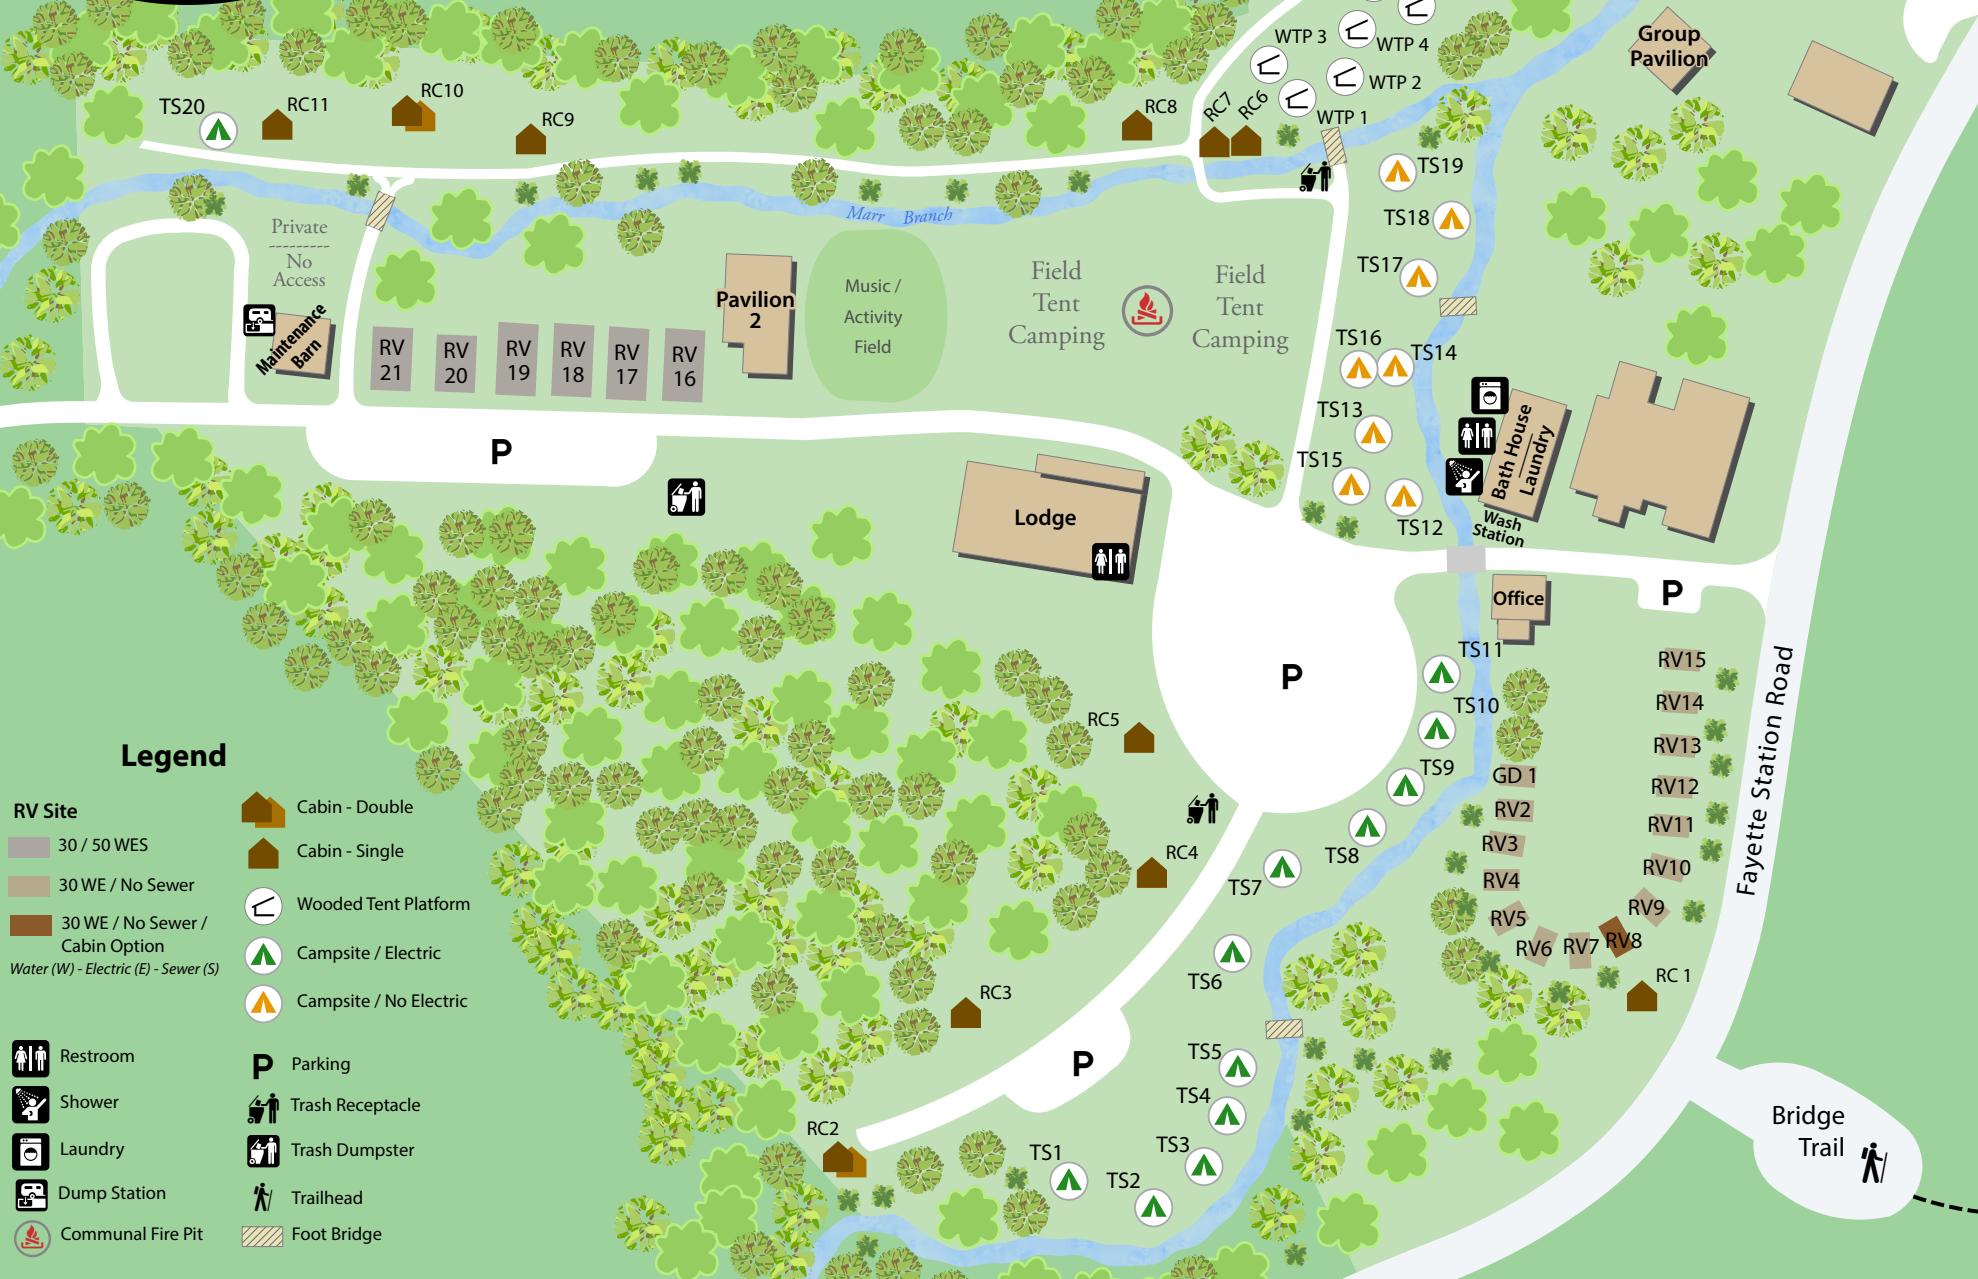 WTP 3
WTP 4
WTP 2
WTP 1
Group
Pavilion
TS20
RC11
RC10
RC9
RC8
RC7
RC6
TS19
TS18
TS17
Marr Branch
Private
---------
No
Access
Maintenance
Barn
RV
21
RV
20
RV
19
RV
18
RV
17
RV
16
Pavilion
2
Music /
Activity
Field
Field
Tent
Camping
Field
Tent
Camping
TS16
TS14
TS13
TS15
TS12
Bath House
Laundry
Wash
Station
P
Lodge
Office
P
P
TS11
TS10
TS9
TS8
TS7
TS6
TS5
TS4
TS3
TS2
TS1
RC5
RC4
RC3
RC2
P
RV15
RV14
RV13
RV12
RV11
RV10
RV9
RV8
RV7
RV6
RV5
RV4
RV3
RV2
GD 1
RC 1
Fayette Station Road
Bridge
Trail
Legend
RV Site
30 / 50 WES
30 WE / No Sewer
30 WE / No Sewer /
Cabin Option
Water (W) - Electric (E) - Sewer (S)
Cabin - Double
Cabin - Single
Wooded Tent Platform
Campsite / Electric
Campsite / No Electric
Restroom
Shower
Laundry
Dump Station
Communal Fire Pit
P Parking
Trash Receptacle
Trash Dumpster
Trailhead
Foot Bridge